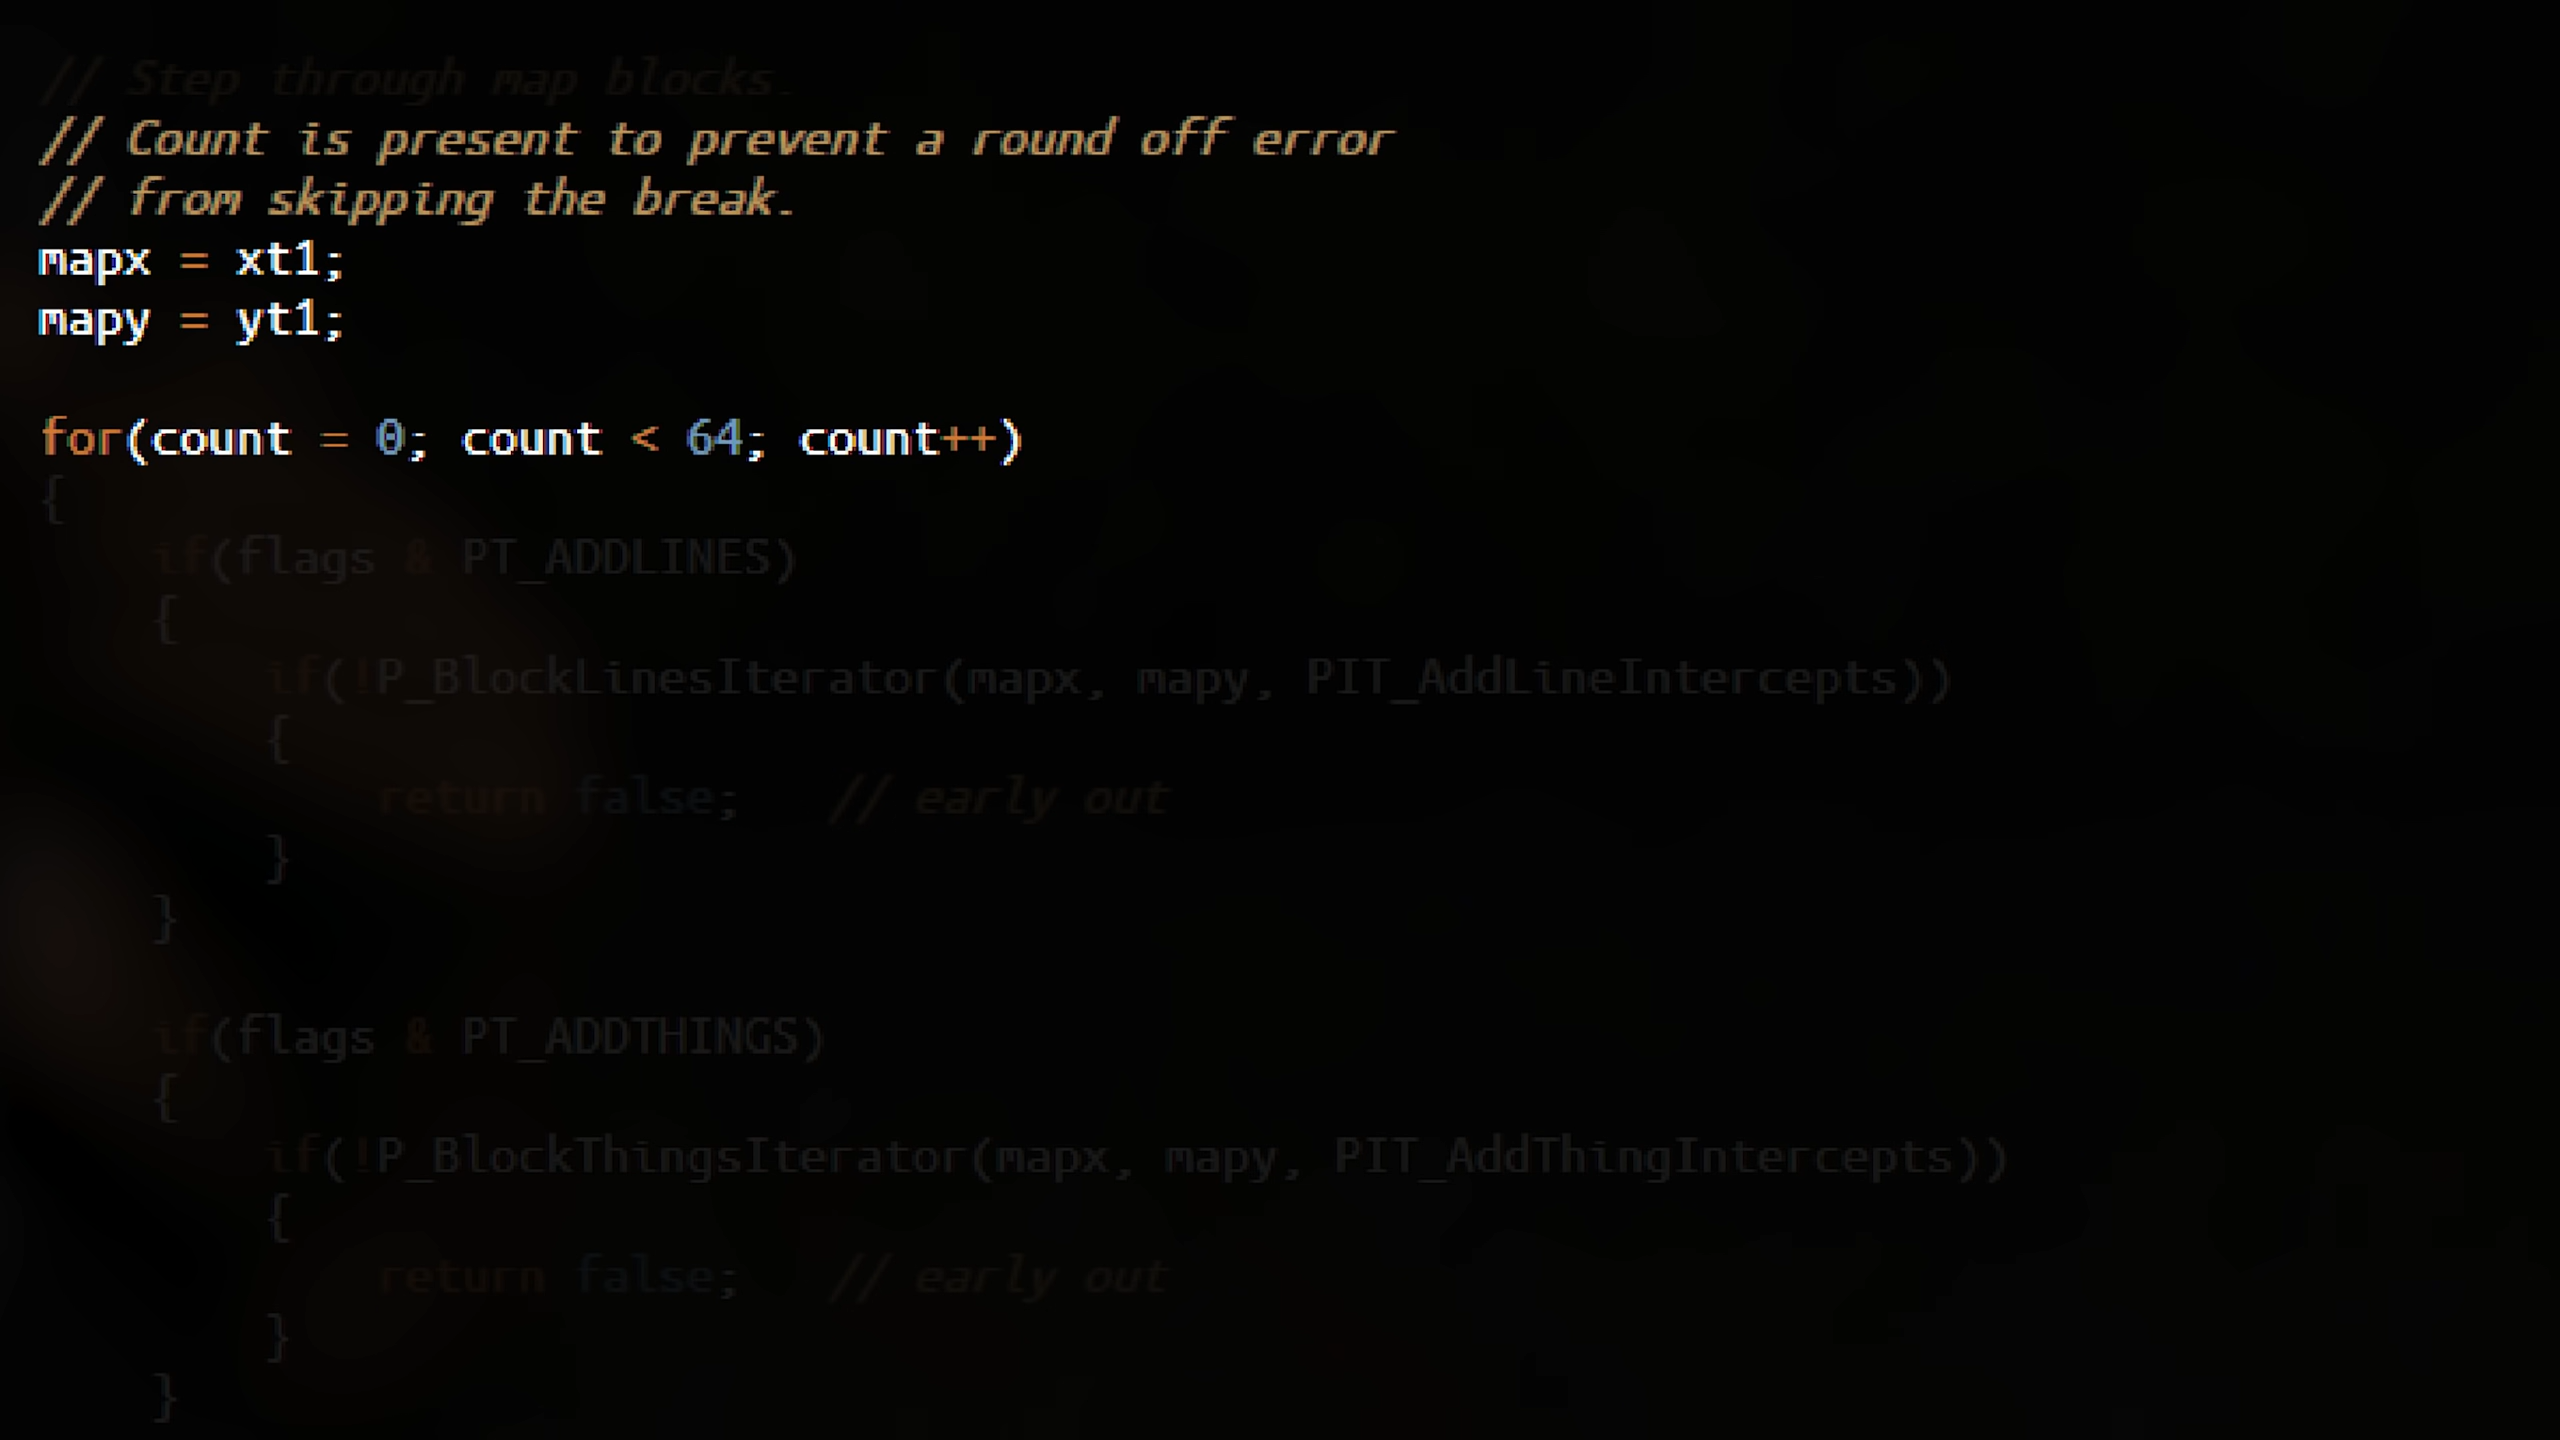 // Step through map blocks.
// Count is present to prevent a round off error
// from skipping the break.
mapx = xt1;
mapy = yt1;
for(count = 0; count < 64; count++)
{
if(flags & PT_ADDLINES)
{
if(!P_BlockLinesIterator(mapx, mapy, PIT_AddLineIntercepts))
{
return false;   // early out
}
}
if(flags & PT_ADDTHINGS)
{
if(!P_BlockThingsIterator(mapx, mapy, PIT_AddThingIntercepts))
{
return false;   // early out
}
}